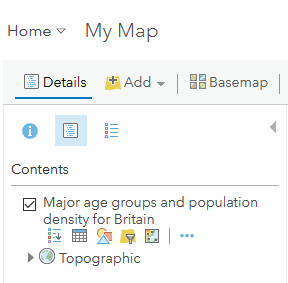 Home My Map
Details Add Basemap
Contents
Major age groups and population
density for Britain
Topographic